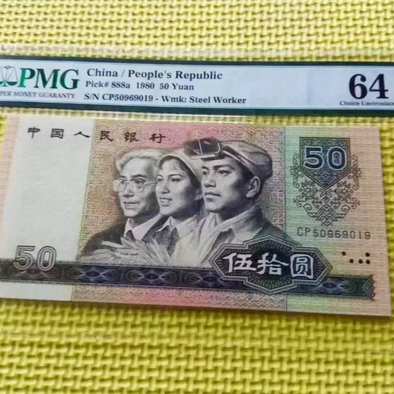 PMG
PAPER MONEY GUARANTY
China / People's Republic
Pick# 888a 1980 50 Yuan
S/N CP50969019 - Wmk: Steel Worker
64
Choice Uncirculated
中国人民银行
50
CP50969019
50
伍拾圆